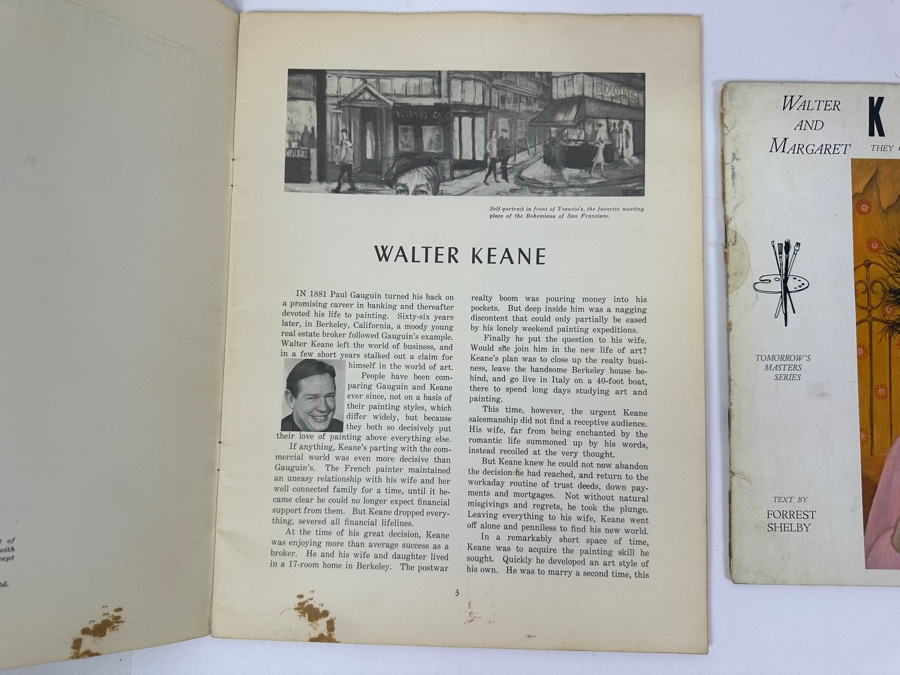 of
with
cept
td.
BOOKS
KEANE
Self-portrait in front of Vesuvio's, the favorite meeting
place of the Bohemians of San Francisco.
WALTER KEANE
IN 1881 Paul Gauguin turned his back on
a promising career in banking and thereafter
devoted his life to painting. Sixty-six years
later, in Berkeley, California, a moody young
real estate broker followed Gauguin's example.
Walter Keane left the world of business, and
in a few short years stalked out a claim for
himself in the world of art.
People have been com-
paring Gauguin and Keane
ever since, not on a basis of
their painting styles, which
differ widely, but because
they both so decisively put
their love of painting above everything else.
If anything, Keane's parting with the com-
mercial world was even more decisive than
Gauguin's. The French painter maintained
an uneasy relationship with his wife and her
well connected family for a time, until it be-
came clear he could no longer expect financial
support from them. But Keane dropped every-
thing, severed all financial lifelines.
At the time of his great decision, Keane
was enjoying more than average success as a
broker. He and his wife and daughter lived
in a 17-room home in Berkeley. The postwar
realty boom was pouring money into his
pockets. But deep inside him was a nagging
discontent that could only partially be eased
by his lonely weekend painting expeditions.
Finally he put the question to his wife.
Would she join him in the new life of art?
Keane's plan was to close up the realty busi-
ness, leave the handsome Berkeley house be-
hind, and go live in Italy on a 40-foot boat,
there to spend long days studying art and
painting.
This time, however, the urgent Keane
salesmanship did not find a receptive audience.
His wife, far from being enchanted by the
romantic life summoned up by his words,
instead recoiled at the very thought.
But Keane knew he could not now abandon
the decision he had reached, and return to the
workaday routine of trust deeds, down pay-
ments and mortgages. Not without natural
misgivings and regrets, he took the plunge.
Leaving everything to his wife, Keane went
off alone and penniless to find his new world.
In a remarkably short space of time,
Keane was to acquire the painting skill he
sought. Quickly he developed an art style of
his own. He was to marry a second time, this
3
WALTER
AND
MARGARET
K
THEY
TOMORROW'S
MASTERS
SERIES
TEXT BY
FORREST
SHELBY